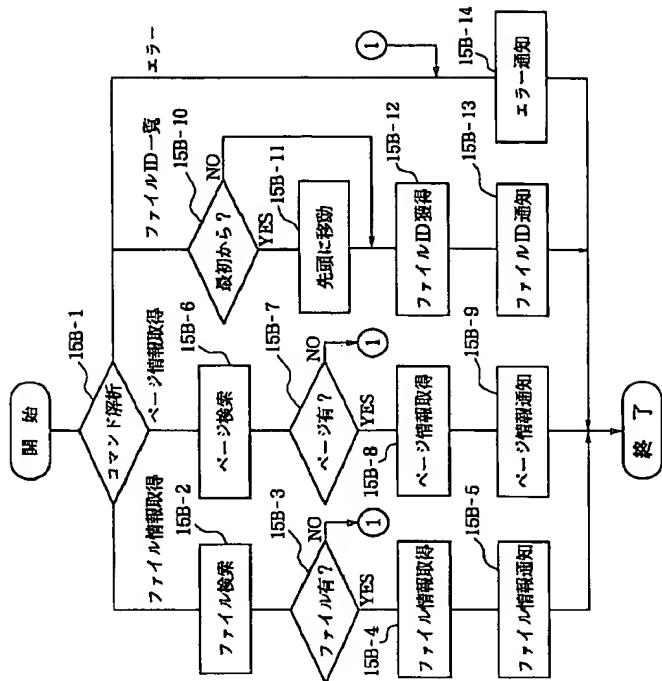 開始
15B-1
コマンド解析
ファイル情報取得
15B-2
ファイル検索
15B-3
ファイル有?
NO
1
YES
15B-4
ファイル情報取得
15B-5
ファイル情報通知
ページ情報取得
15B-6
ページ検索
15B-7
ページ有?
NO
1
YES
15B-8
ページ情報取得
15B-9
ページ情報通知
ファイルID一覧
15B-10
最初から?
NO
YES
15B-11
先頭に移動
15B-12
ファイルID獲得
15B-13
ファイルID通知
エラー
1
15B-14
エラー通知
終了